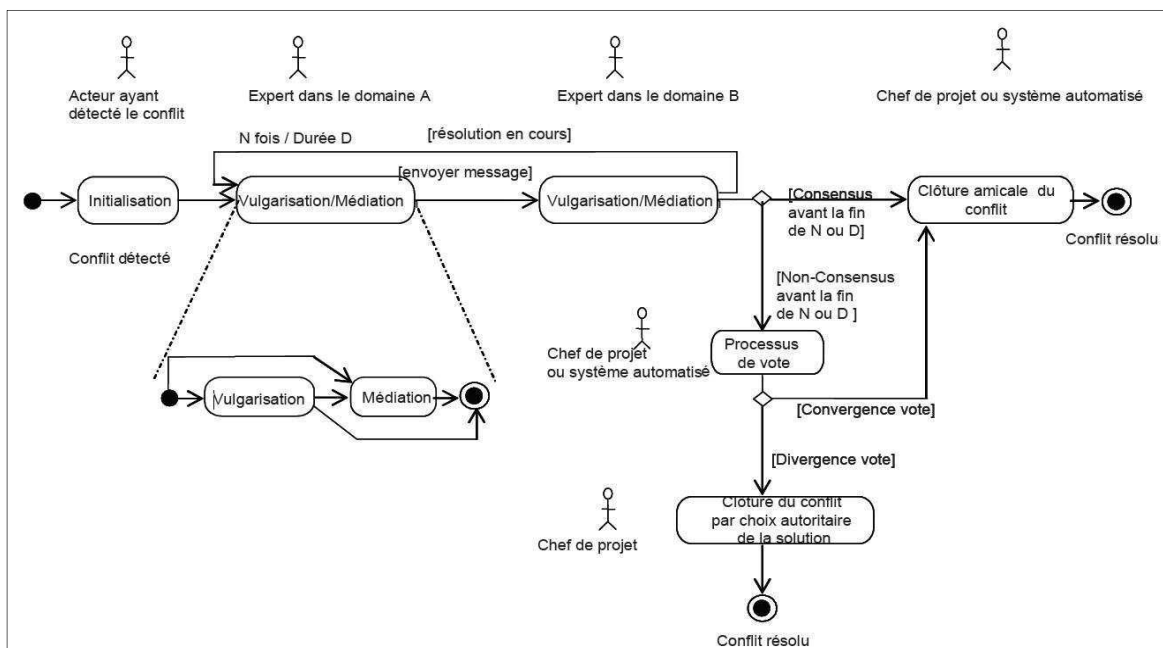 Acteur ayant
détecté le conflit
Expert dans le domaine A
Expert dans le domaine B
Chef de projet ou système automatisé
N fois / Durée D
[résolution en cours]
[envoyer message]
Initialisation
Vulgarisation/Médiation
Vulgarisation/Médiation
[Consensus
avant la fin
de N ou D]
Clôture amicale du
conflit
Conflit résolu
Conflit détecté
[Non-Consensus
avant la fin
de N ou D ]
Chef de projet
ou système automatisé
Processus
de vote
Vulgarisation
Médiation
[Convergence vote]
[Divergence vote]
Chef de projet
Clôture du conflit
par choix autoritaire
de la solution
Conflit résolu